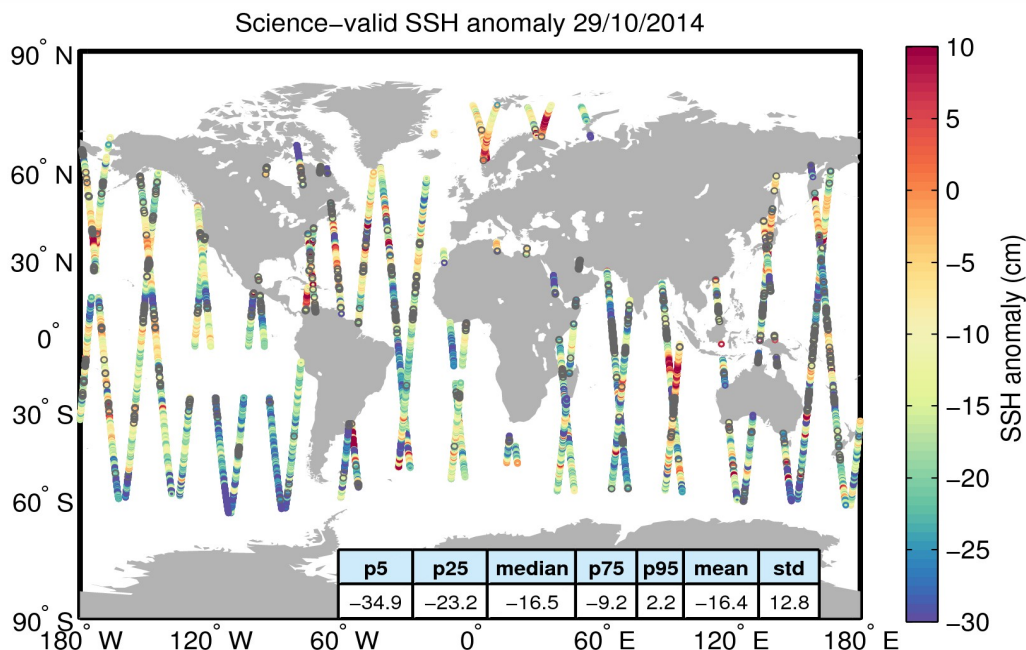 Science−valid SSH anomaly 29/10/2014
90° N
60° N
30° N
0°
30° S
60° S
90° S
180° W
120° W
60° W
0°
60° E
120° E
180° E
p5 p25 median p75 p95 mean std
−34.9 −23.2 −16.5 −9.2 2.2 −16.4 12.8
10
5
0
−5
−10
−15
−20
−25
−30
SSH anomaly (cm)